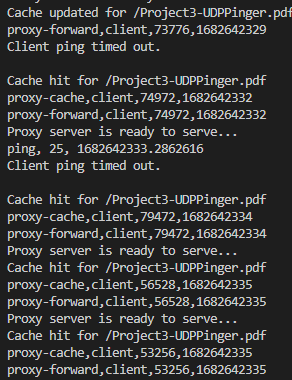 Cache updated for /Project3-UDPPinger.pdf
proxy-forward,client,73776,1682642329
Client ping timed out.

Cache hit for /Project3-UDPPinger.pdf
proxy-cache,client,74972,1682642332
proxy-forward,client,74972,1682642332
Proxy server is ready to serve...
ping, 25, 1682642333.2862616
Client ping timed out.

Cache hit for /Project3-UDPPinger.pdf
proxy-cache,client,79472,1682642334
proxy-forward,client,79472,1682642334
Proxy server is ready to serve...
Cache hit for /Project3-UDPPinger.pdf
proxy-cache,client,56528,1682642335
proxy-forward,client,56528,1682642335
Proxy server is ready to serve...
Cache hit for /Project3-UDPPinger.pdf
proxy-cache,client,53256,1682642335
proxy-forward,client,53256,1682642335